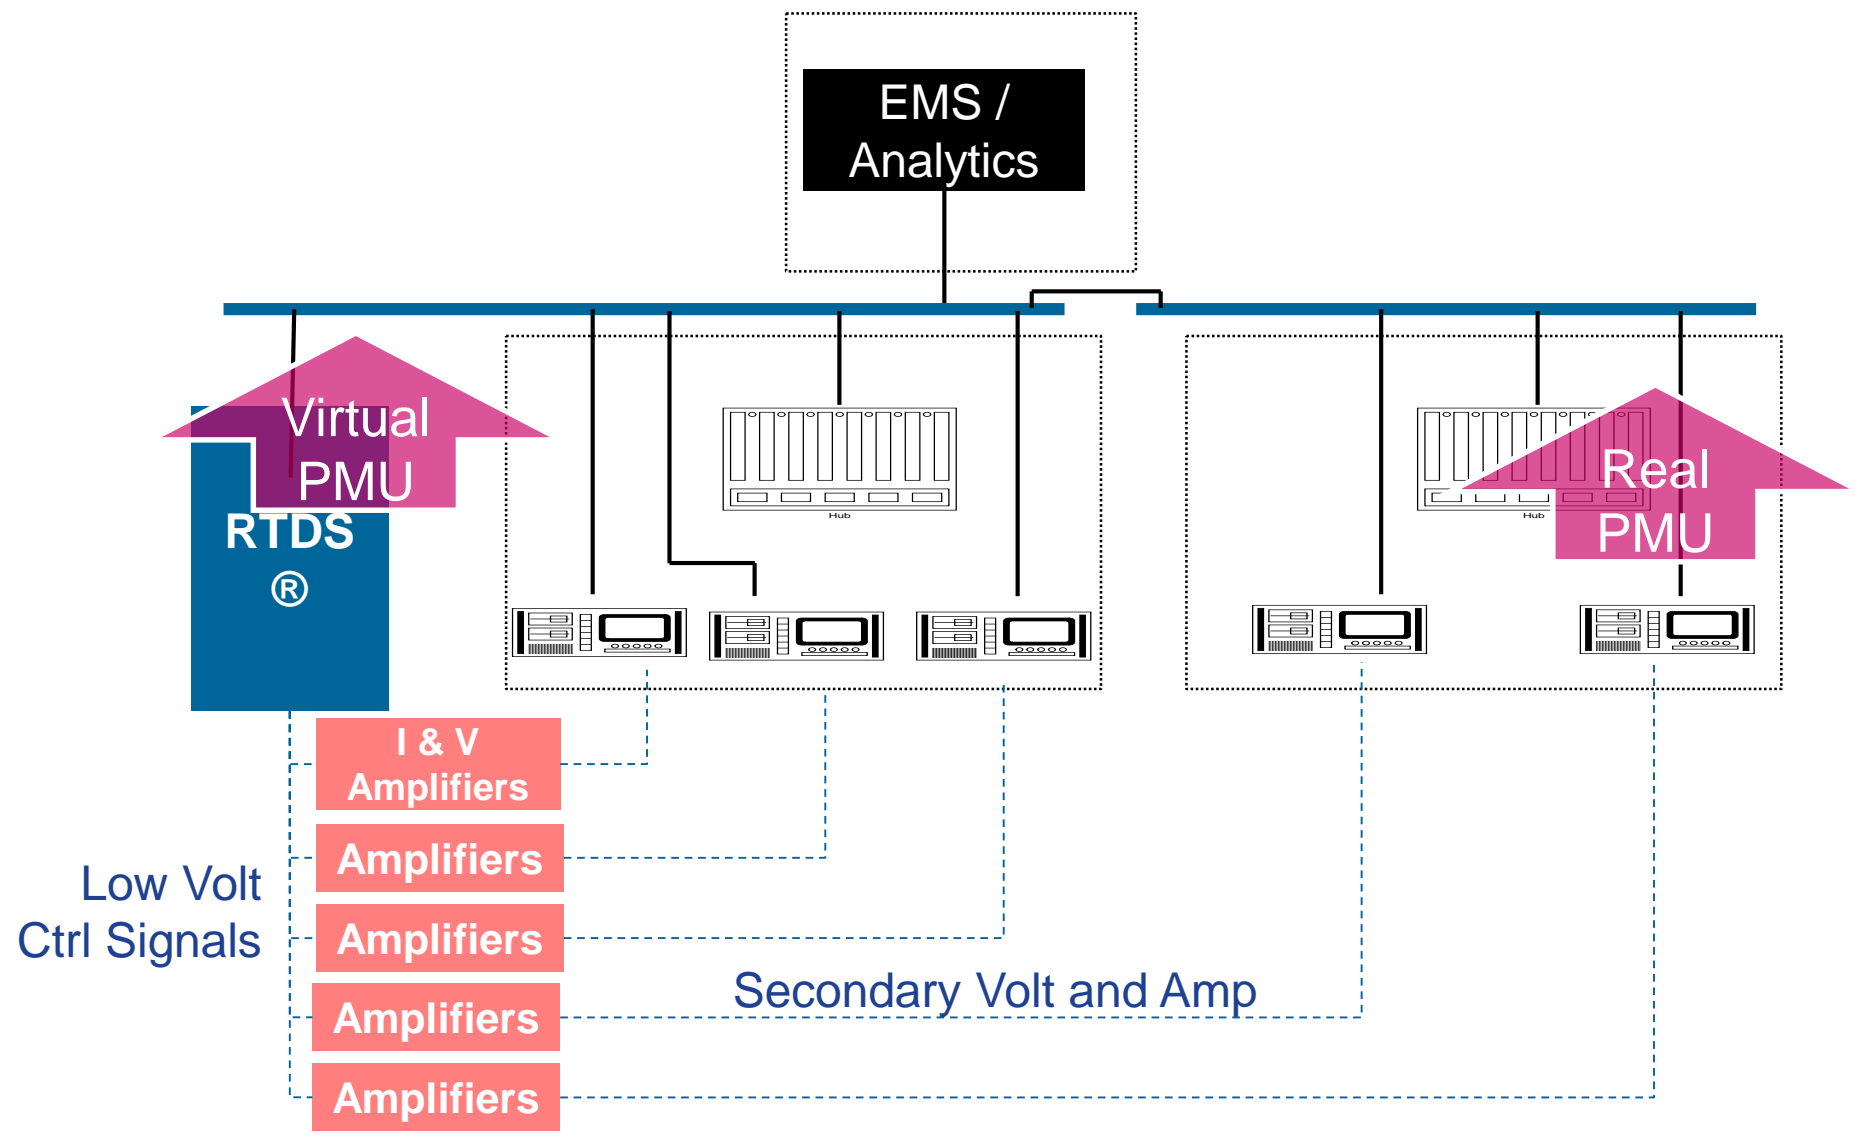 EMS /
Analytics
Virtual
PMU
RTDS
®
Hub
Hub
Real
PMU
I & V
Amplifiers
Amplifiers
Amplifiers
Amplifiers
Amplifiers
Low Volt
Ctrl Signals
Secondary Volt and Amp